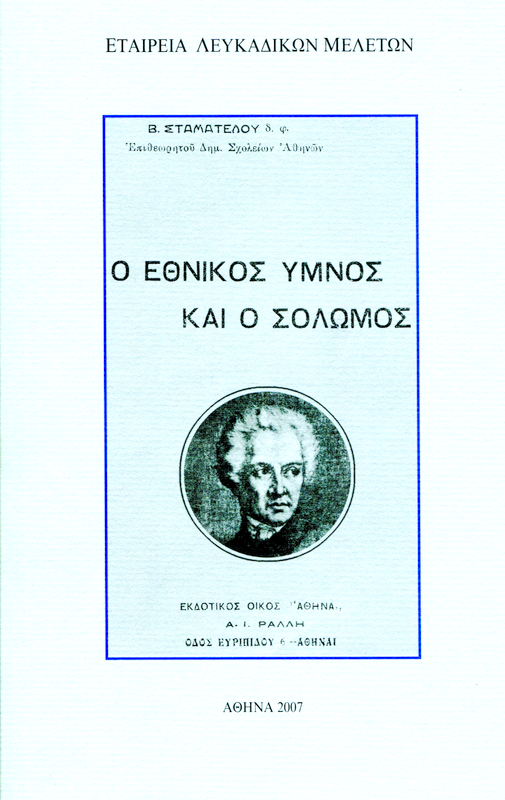 ΕΤΑΙΡΕΙΑ ΛΕΥΚΑΔΙΚΩΝ ΜΕΛΕΤΩΝ
Β. ΣΤΑΜΑΤΕΛΟΥ δ. φ.
Ἐπιθεωρητοῦ Δημ. Σχολείων Ἀθηνῶν
Ο ΕΘΝΙΚΟΣ ΥΜΝΟΣ
ΚΑΙ Ο ΣΟΛΩΜΟΣ
ΕΚΔΟΤΙΚΟΣ ΟΙΚΟΣ "ΑΘΗΝΑ,,
Α. Ι. ΡΑΛΛΗ
ΟΔΟΣ ΕΥΡΙΠΙΔΟΥ 6 —ΑΘΗΝΑΙ
ΑΘΗΝΑ 2007